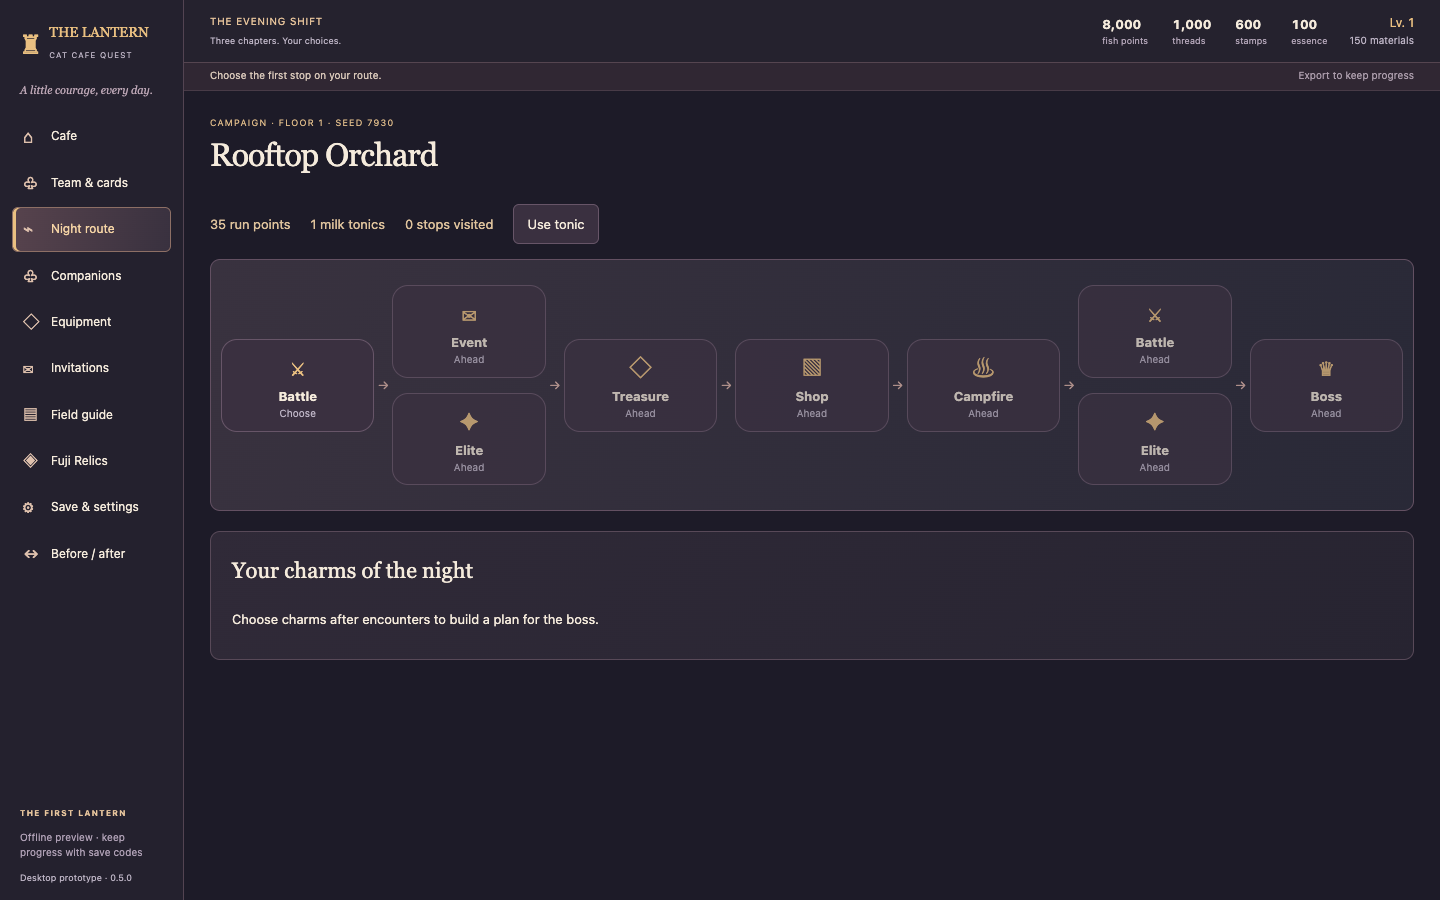 THE LANTERN
CAT CAFE QUEST
A little courage, every day.
Cafe
Team & cards
Night route
Companions
Equipment
Invitations
Field guide
Fuji Relics
Save & settings
Before / after
THE FIRST LANTERN
Offline preview · keep
progress with save codes
Desktop prototype · 0.5.0
THE EVENING SHIFT
Three chapters. Your choices.
8,000
fish points
1,000
threads
600
stamps
100
essence
Lv. 1
150 materials
Choose the first stop on your route.
Export to keep progress
CAMPAIGN · FLOOR 1 · SEED 7930
Rooftop Orchard
35 run points
1 milk tonics
0 stops visited
Use tonic
Battle
Choose
Event
Ahead
Elite
Ahead
Treasure
Ahead
Shop
Ahead
Campfire
Ahead
Battle
Ahead
Elite
Ahead
Boss
Ahead
Your charms of the night
Choose charms after encounters to build a plan for the boss.